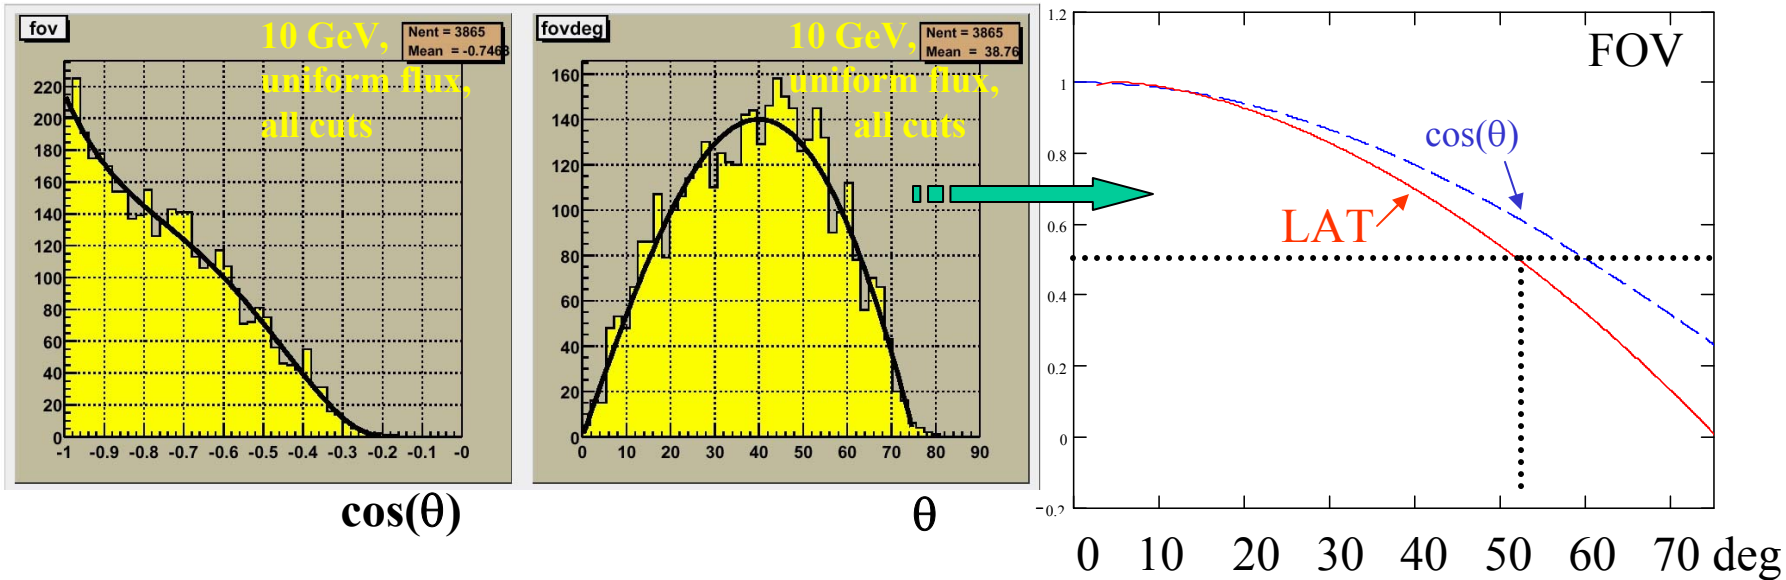 fov
10 GeV,
uniform flux,
all cuts
Nent = 3865
Mean = -0.7463
220
200
180
160
140
120
100
80
60
40
20
0
-1 -0.9 -0.8 -0.7 -0.6 -0.5 -0.4 -0.3 -0.2 -0.1 -0
cos(θ)
fovdeg
10 GeV,
uniform flux,
all cuts
Nent = 3865
Mean = 38.76
160
140
120
100
80
60
40
20
0
0 10 20 30 40 50 60 70 80 90
θ
FOV
cos(θ)
LAT
1.2
1
0.8
0.6
0.4
0.2
0
-0.2
0 10 20 30 40 50 60 70 deg